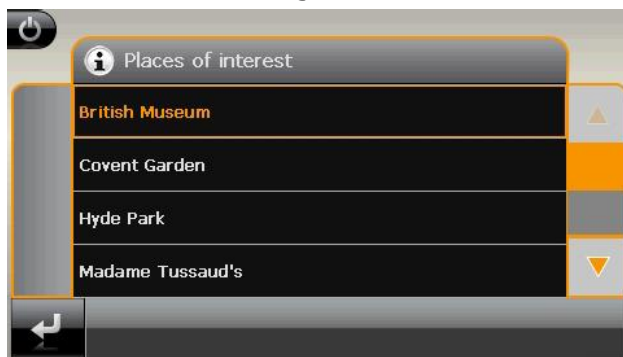 Places of interest
British Museum
Covent Garden
Hyde Park
Madame Tussaud's